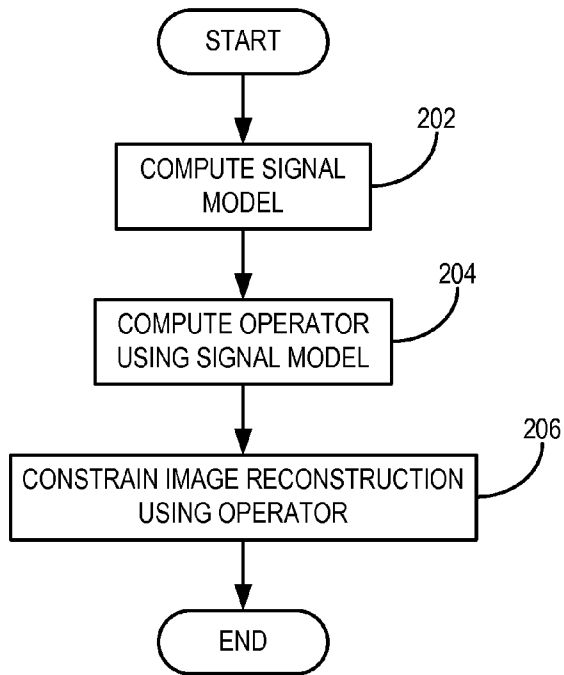 START
202
COMPUTE SIGNAL
MODEL
204
COMPUTE OPERATOR
USING SIGNAL MODEL
206
CONSTRAIN IMAGE RECONSTRUCTION
USING OPERATOR
END